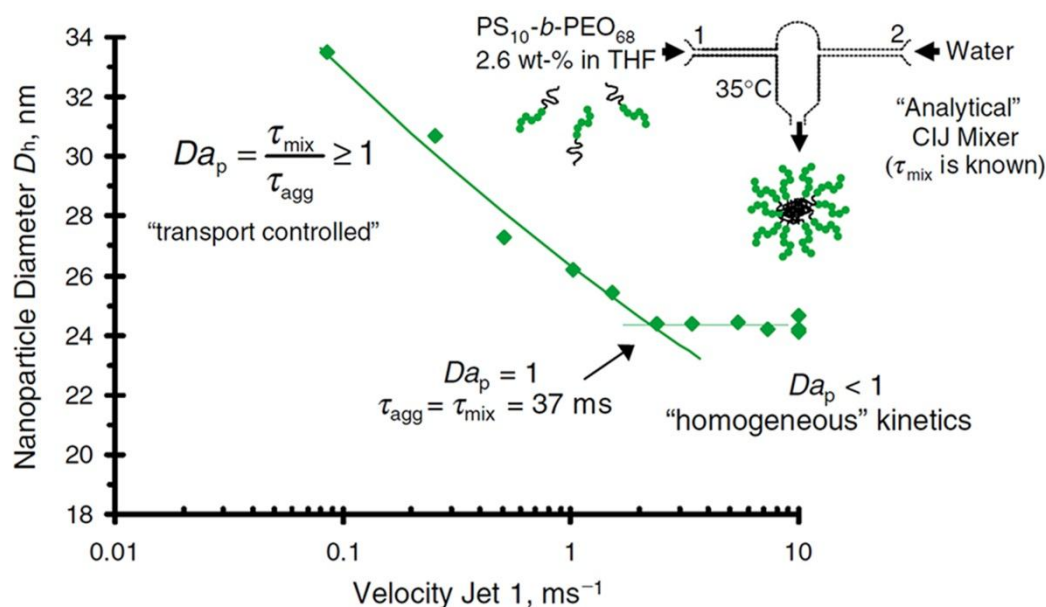 PS₁₀-b-PEO₆₈
2.6 wt-% in THF
1
2
Water
35°C
"Analytical"
CIJ Mixer
(τmix is known)
Daₚ = τmix / τagg ≥ 1
"transport controlled"
Daₚ = 1
τagg = τmix = 37 ms
Daₚ < 1
"homogeneous" kinetics
Nanoparticle Diameter Dₕ, nm
34
32
30
28
26
24
22
20
18
0.01
0.1
1
10
Velocity Jet 1, ms⁻¹